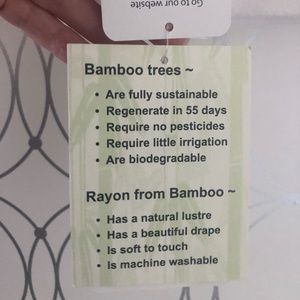 Go to our website
Bamboo trees ~
• Are fully sustainable
• Regenerate in 55 days
• Require no pesticides
• Require little irrigation
• Are biodegradable
Rayon from Bamboo ~
• Has a natural lustre
• Has a beautiful drape
• Is soft to touch
• Is machine washable